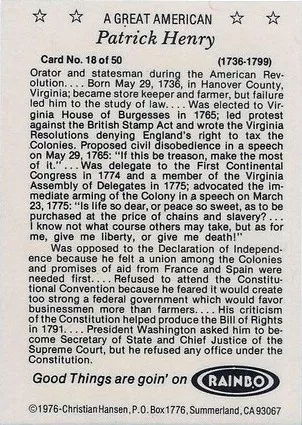 A GREAT AMERICAN
Patrick Henry
Card No. 18 of 50 (1736-1799)
Orator and statesman during the American Rev-
olution.... Born May 29, 1736, in Hanover County,
Virginia; became store keeper and farmer, but failure
led him to the study of law.... Was elected to Vir-
ginia House of Burgesses in 1765; led protest
against the British Stamp Act and wrote the Virginia
Resolutions denying England's right to tax the
Colonies. Proposed civil disobedience in a speech
on May 29, 1765: "If this be treason, make the most
of it." ... Was delegate to the First Continental
Congress in 1774 and a member of the Virginia
Assembly of Delegates in 1775; advocated the im-
mediate arming of the Colony in a speech on March
23, 1775: "Is life so dear, or peace so sweet, as to be
purchased at the price of chains and slavery? ...
I know not what course others may take, but as for
me, give me liberty, or give me death!"
Was opposed to the Declaration of Independ-
ence because he felt a union among the Colonies
and promises of aid from France and Spain were
needed first.... Refused to attend the Constitu-
tional Convention because he feared it would create
too strong a federal government which would favor
businessmen more than farmers.... His criticism
of the Constitution helped produce the Bill of Rights
in 1791.... President Washington asked him to be-
come Secretary of State and Chief Justice of the
Supreme Court, but he refused any office under the
Constitution.
Good Things are goin' on RAINBO
©1976-Christian Hansen, P.O. Box 1776, Summerland, CA 93067